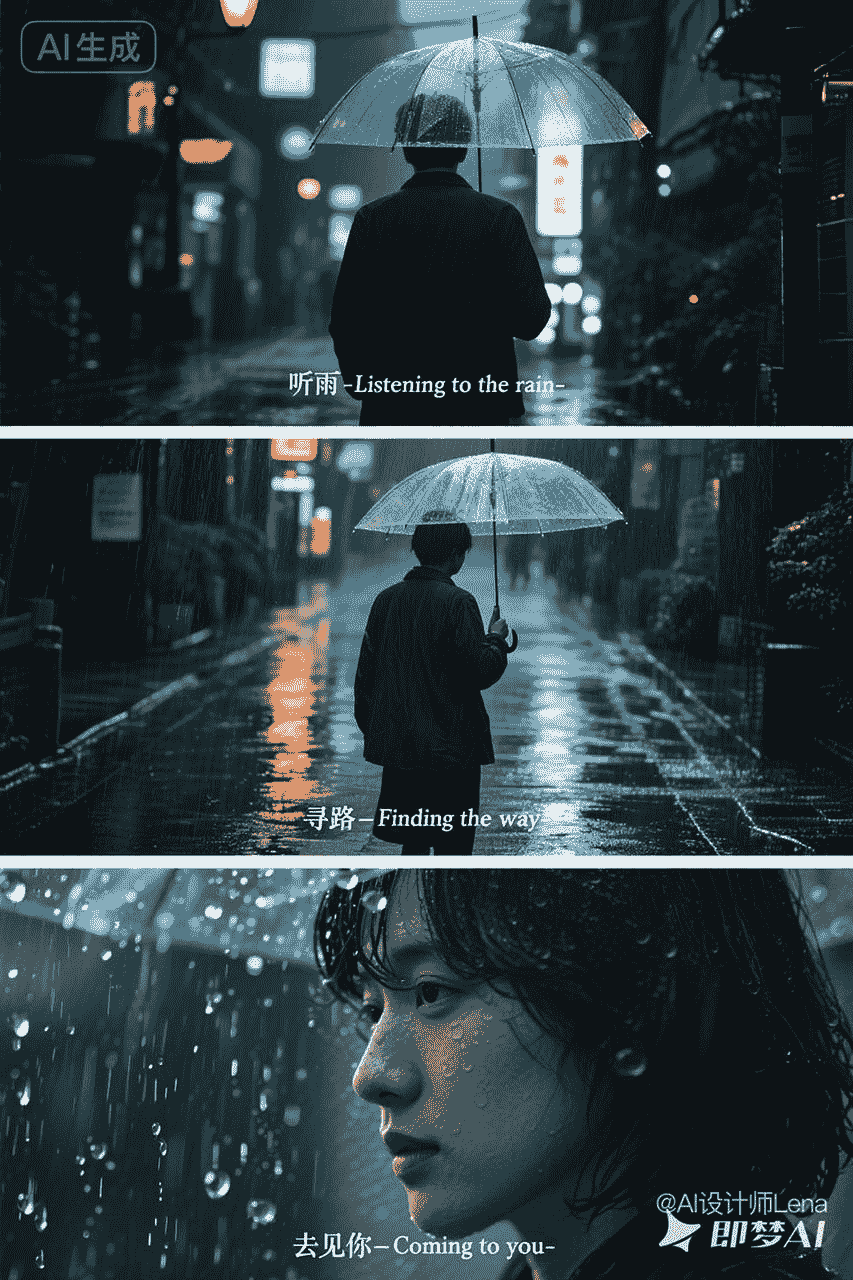 AI生成
听雨-Listening to the rain-
寻路-Finding the way
去见你-Coming to you-
@AI设计师Lena
即梦AI